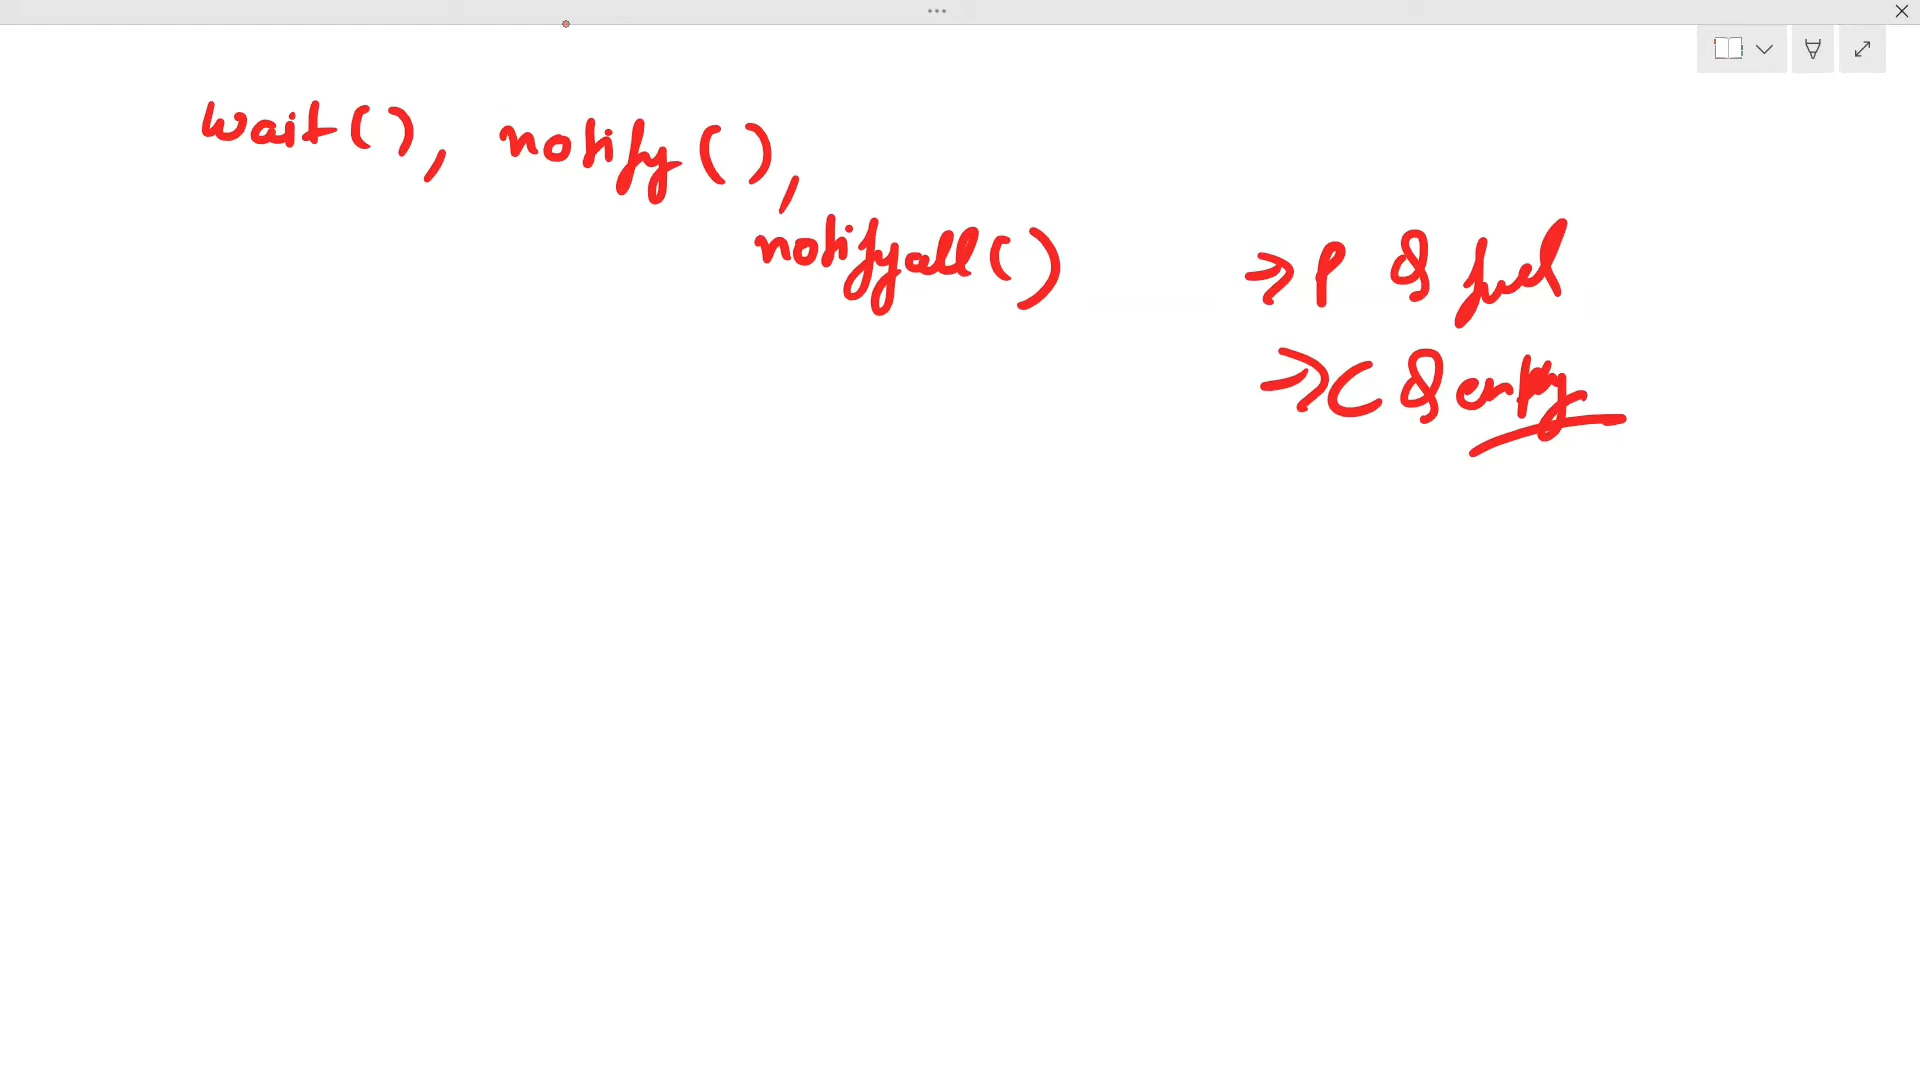 wait(), notify(),
notifyall()
⇒ P & full
⇒ C & empty